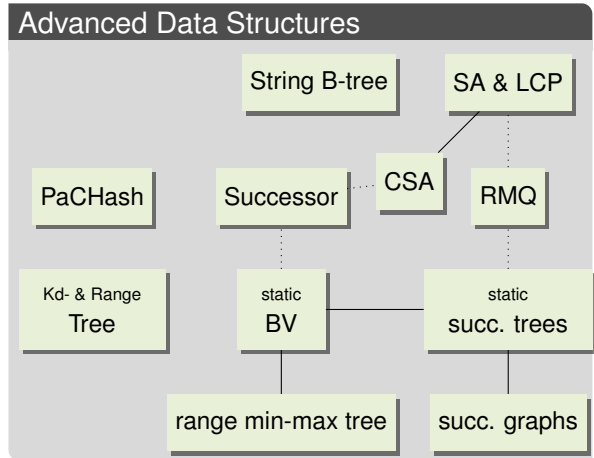 Advanced Data Structures
String B-tree
SA & LCP
PaCHash
Successor
CSA
RMQ
Kd- & Range
Tree
static
BV
static
succ. trees
range min-max tree
succ. graphs